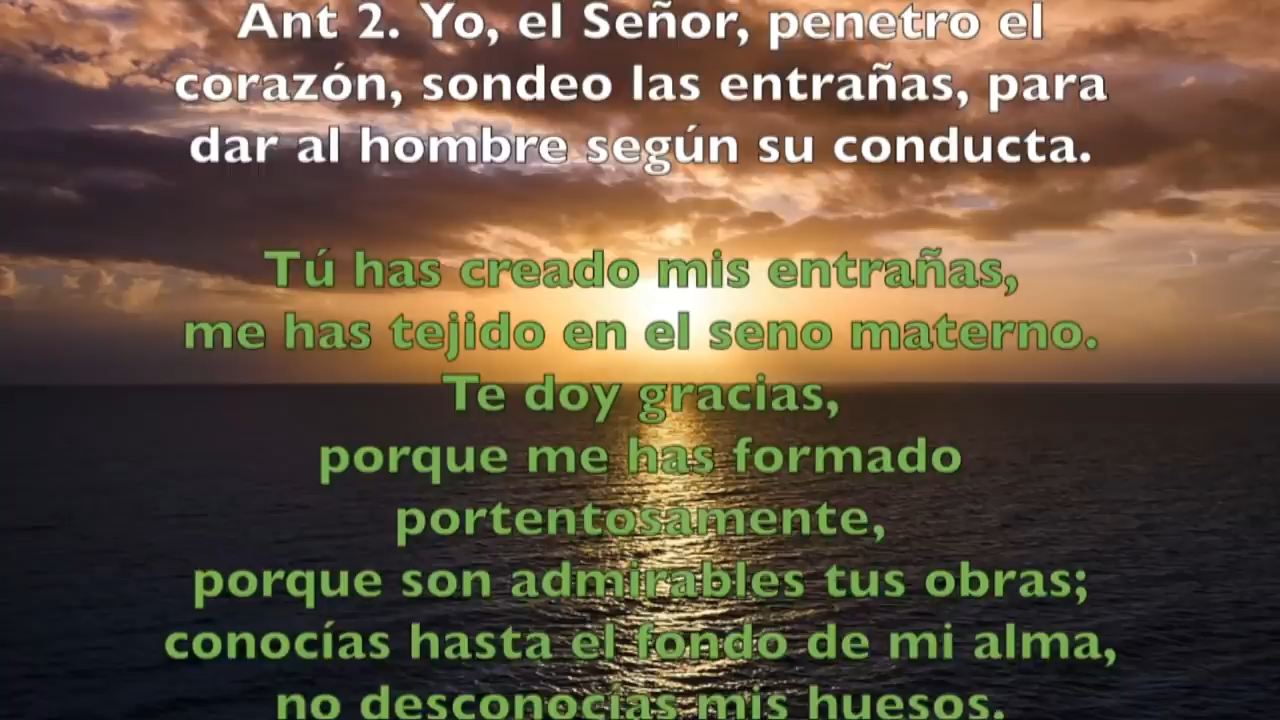 Ant 2. Yo, el Señor, penetro el
corazón, sondeo las entrañas, para
dar al hombre según su conducta.
Tú has creado mis entrañas,
me has tejido en el seno materno.
Te doy gracias,
porque me has formado
portentosamente,
porque son admirables tus obras;
conocías hasta el fondo de mi alma,
no desconocías mis huesos.